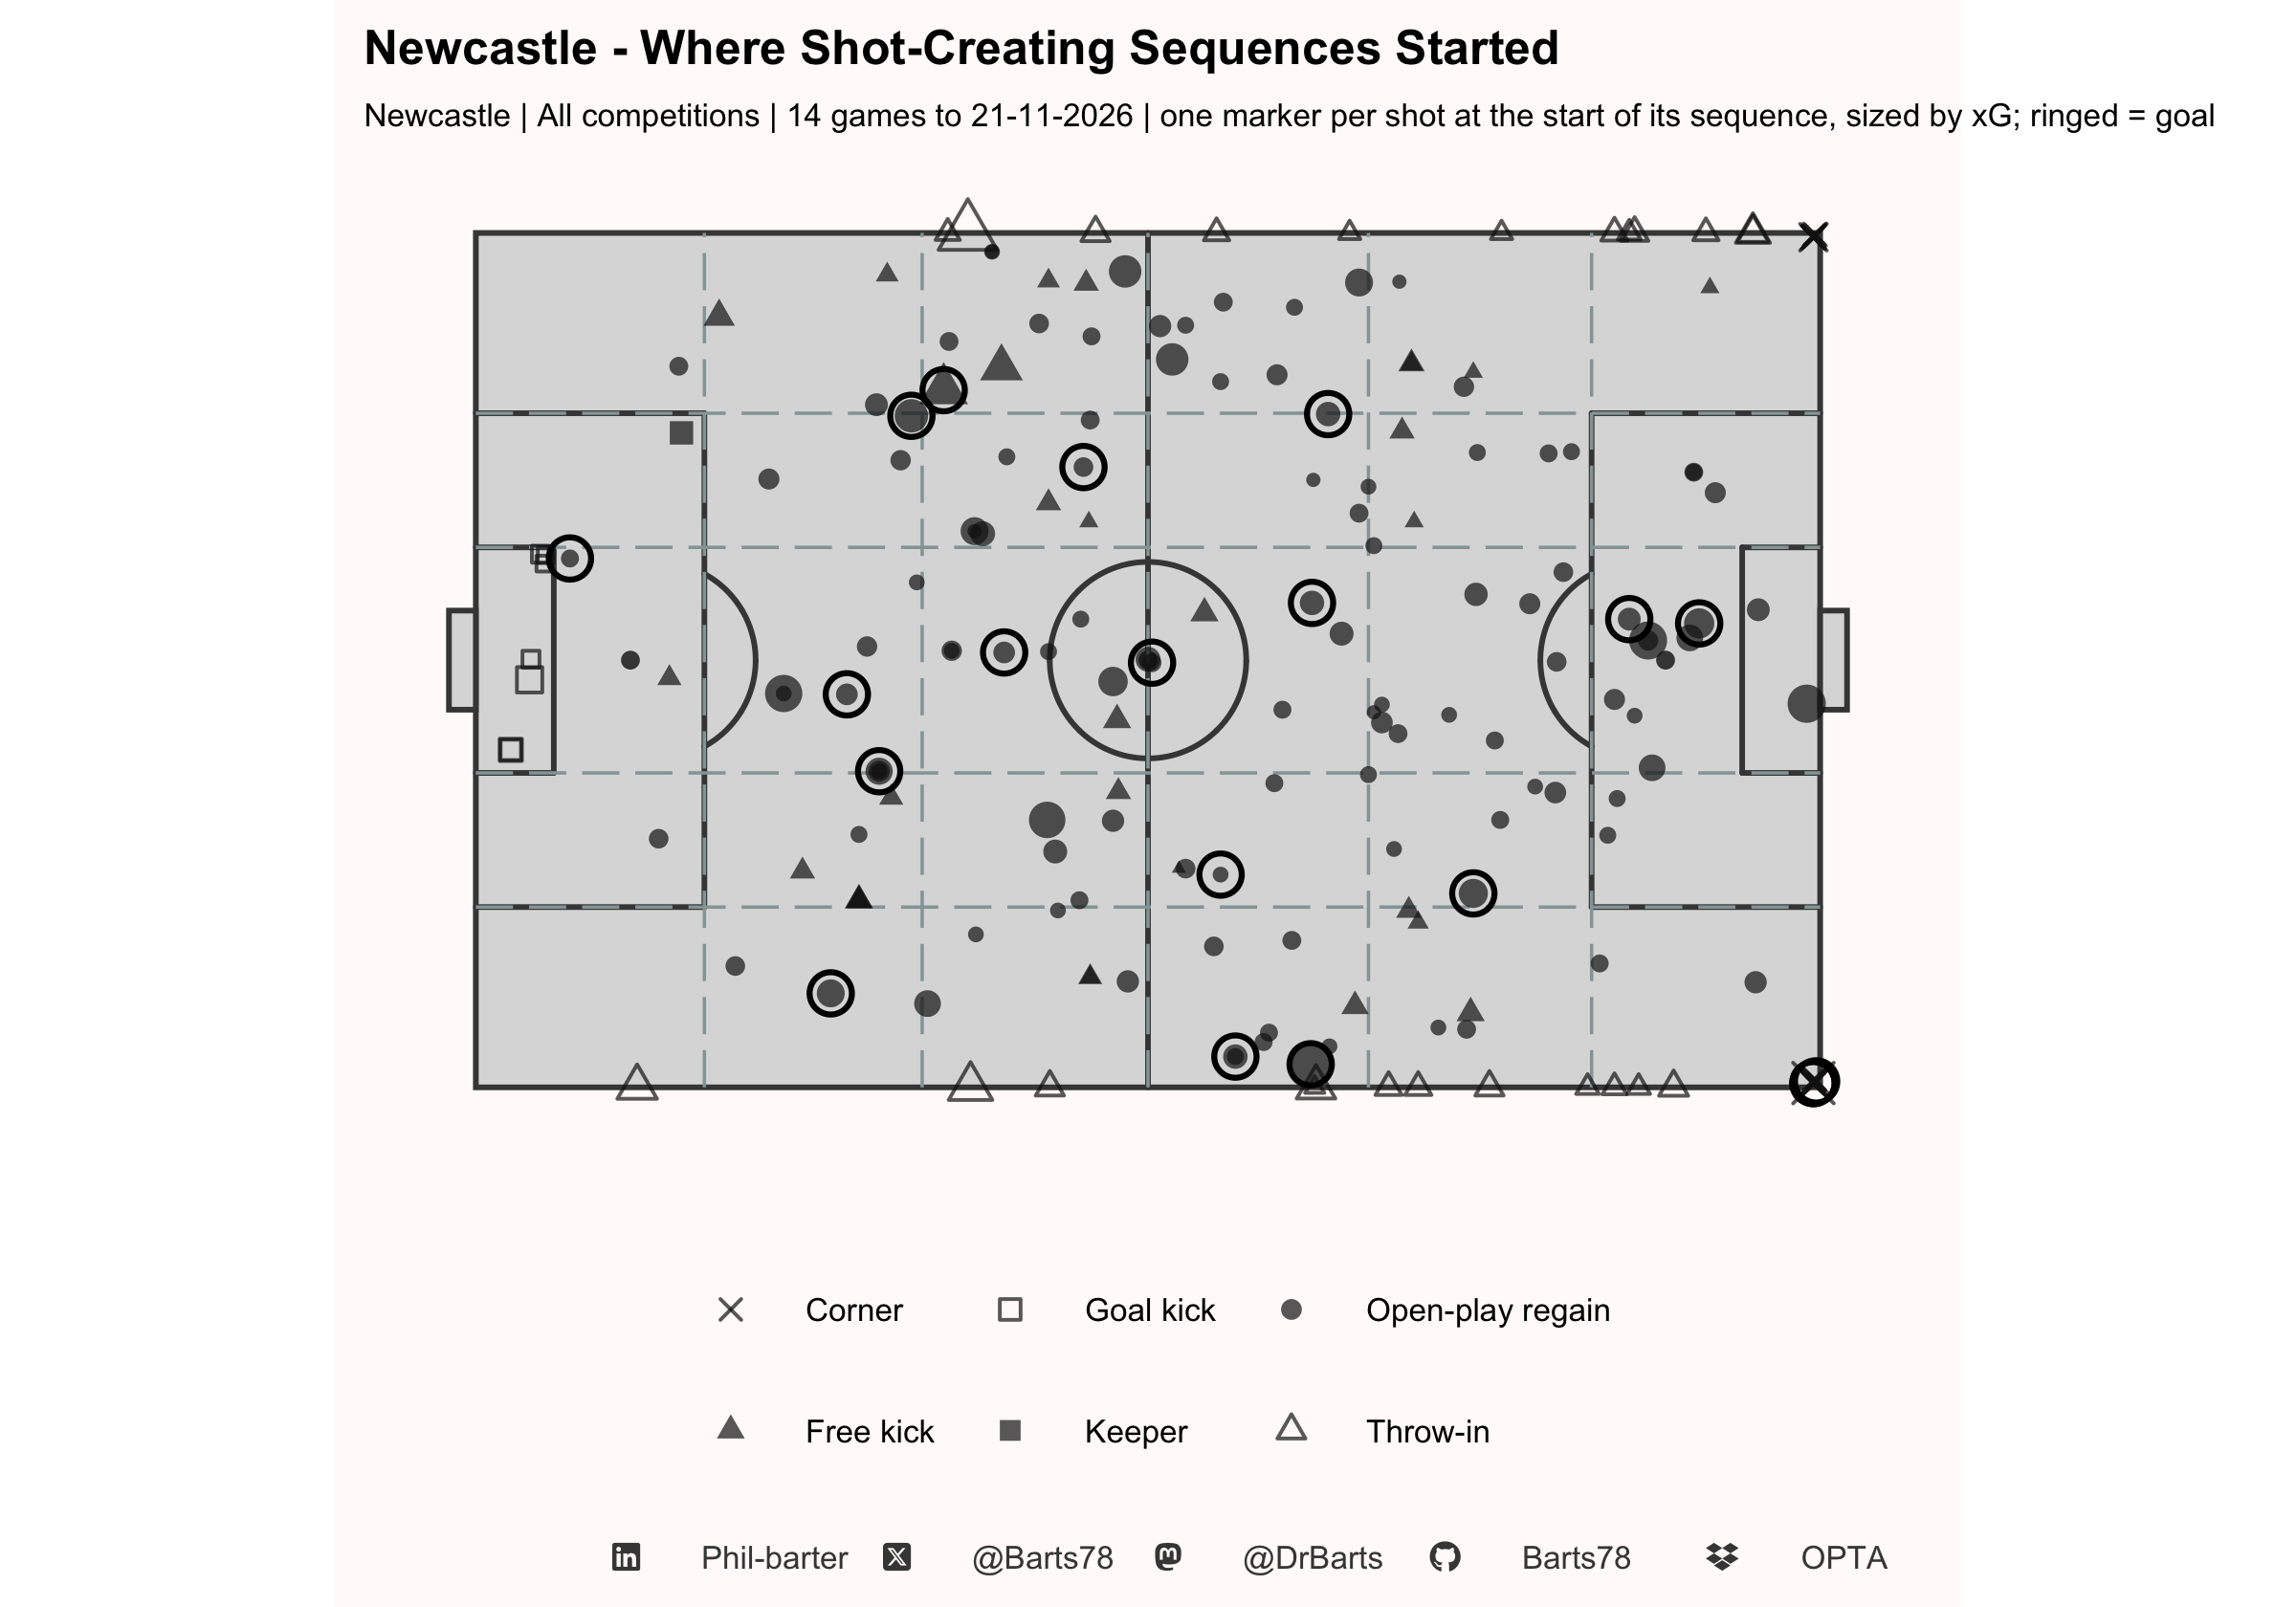 Newcastle - Where Shot-Creating Sequences Started
Newcastle | All competitions | 14 games to 21-11-2026 | one marker per shot at the start of its sequence, sized by xG; ringed = goal
Corner Goal kick Open-play regain
Free kick Keeper Throw-in
Phil-barter @Barts78 @DrBarts Barts78 OPTA